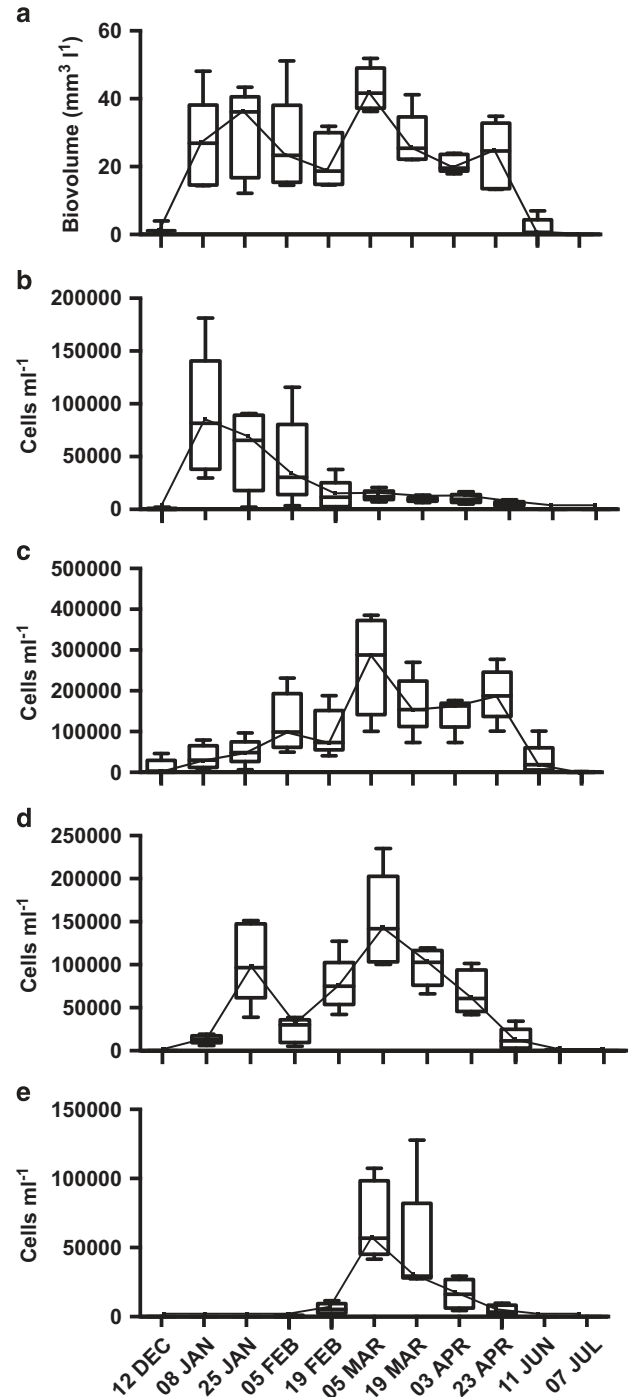 a
Biovolume (mm³ l¹)
60
40
20
0
b
Cells ml⁻¹
200000
150000
100000
50000
0
c
Cells ml⁻¹
500000
400000
300000
200000
100000
0
d
Cells ml⁻¹
250000
200000
150000
100000
50000
0
e
Cells ml⁻¹
150000
100000
50000
0
12 DEC
08 JAN
25 JAN
05 FEB
19 FEB
05 MAR
19 MAR
03 APR
23 APR
11 JUN
07 JUL